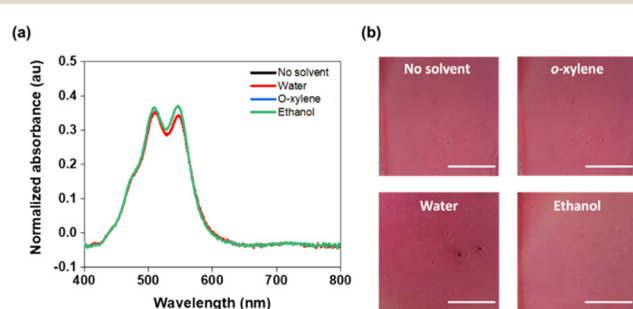 (a)
Normalized absorbance (au)
0.5
0.4
0.3
0.2
0.1
0.0
-0.1
400 500 600 700 800
Wavelength (nm)
No solvent
Water
O-xylene
Ethanol
(b)
No solvent
o-xylene
Water
Ethanol